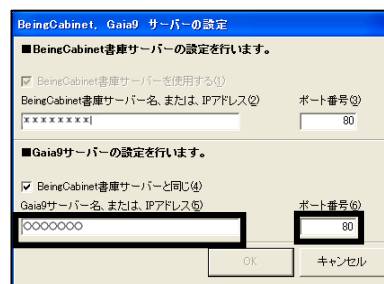 BeingCabinet, Gaia9 サーバーの設定
■BeingCabinet書庫サーバーの設定を行います。
BeingCabinet書庫サーバーを使用する(1)
BeingCabinet書庫サーバー名、または、IPアドレス(2) ポート番号(3)
xxxxxxxx 80
■Gaia9サーバーの設定を行います。
BeingCabinet書庫サーバーと同じ(4)
Gaia9サーバー名、または、IPアドレス(5) ポート番号(6)
○○○○○○○ 80
OK キャンセル